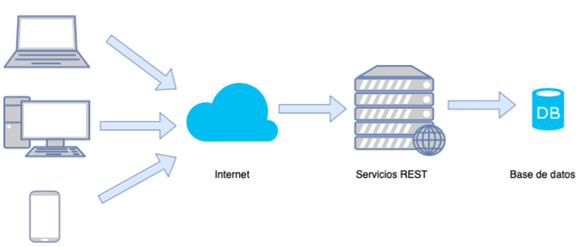 DB
Internet
Servicios REST
Base de datos